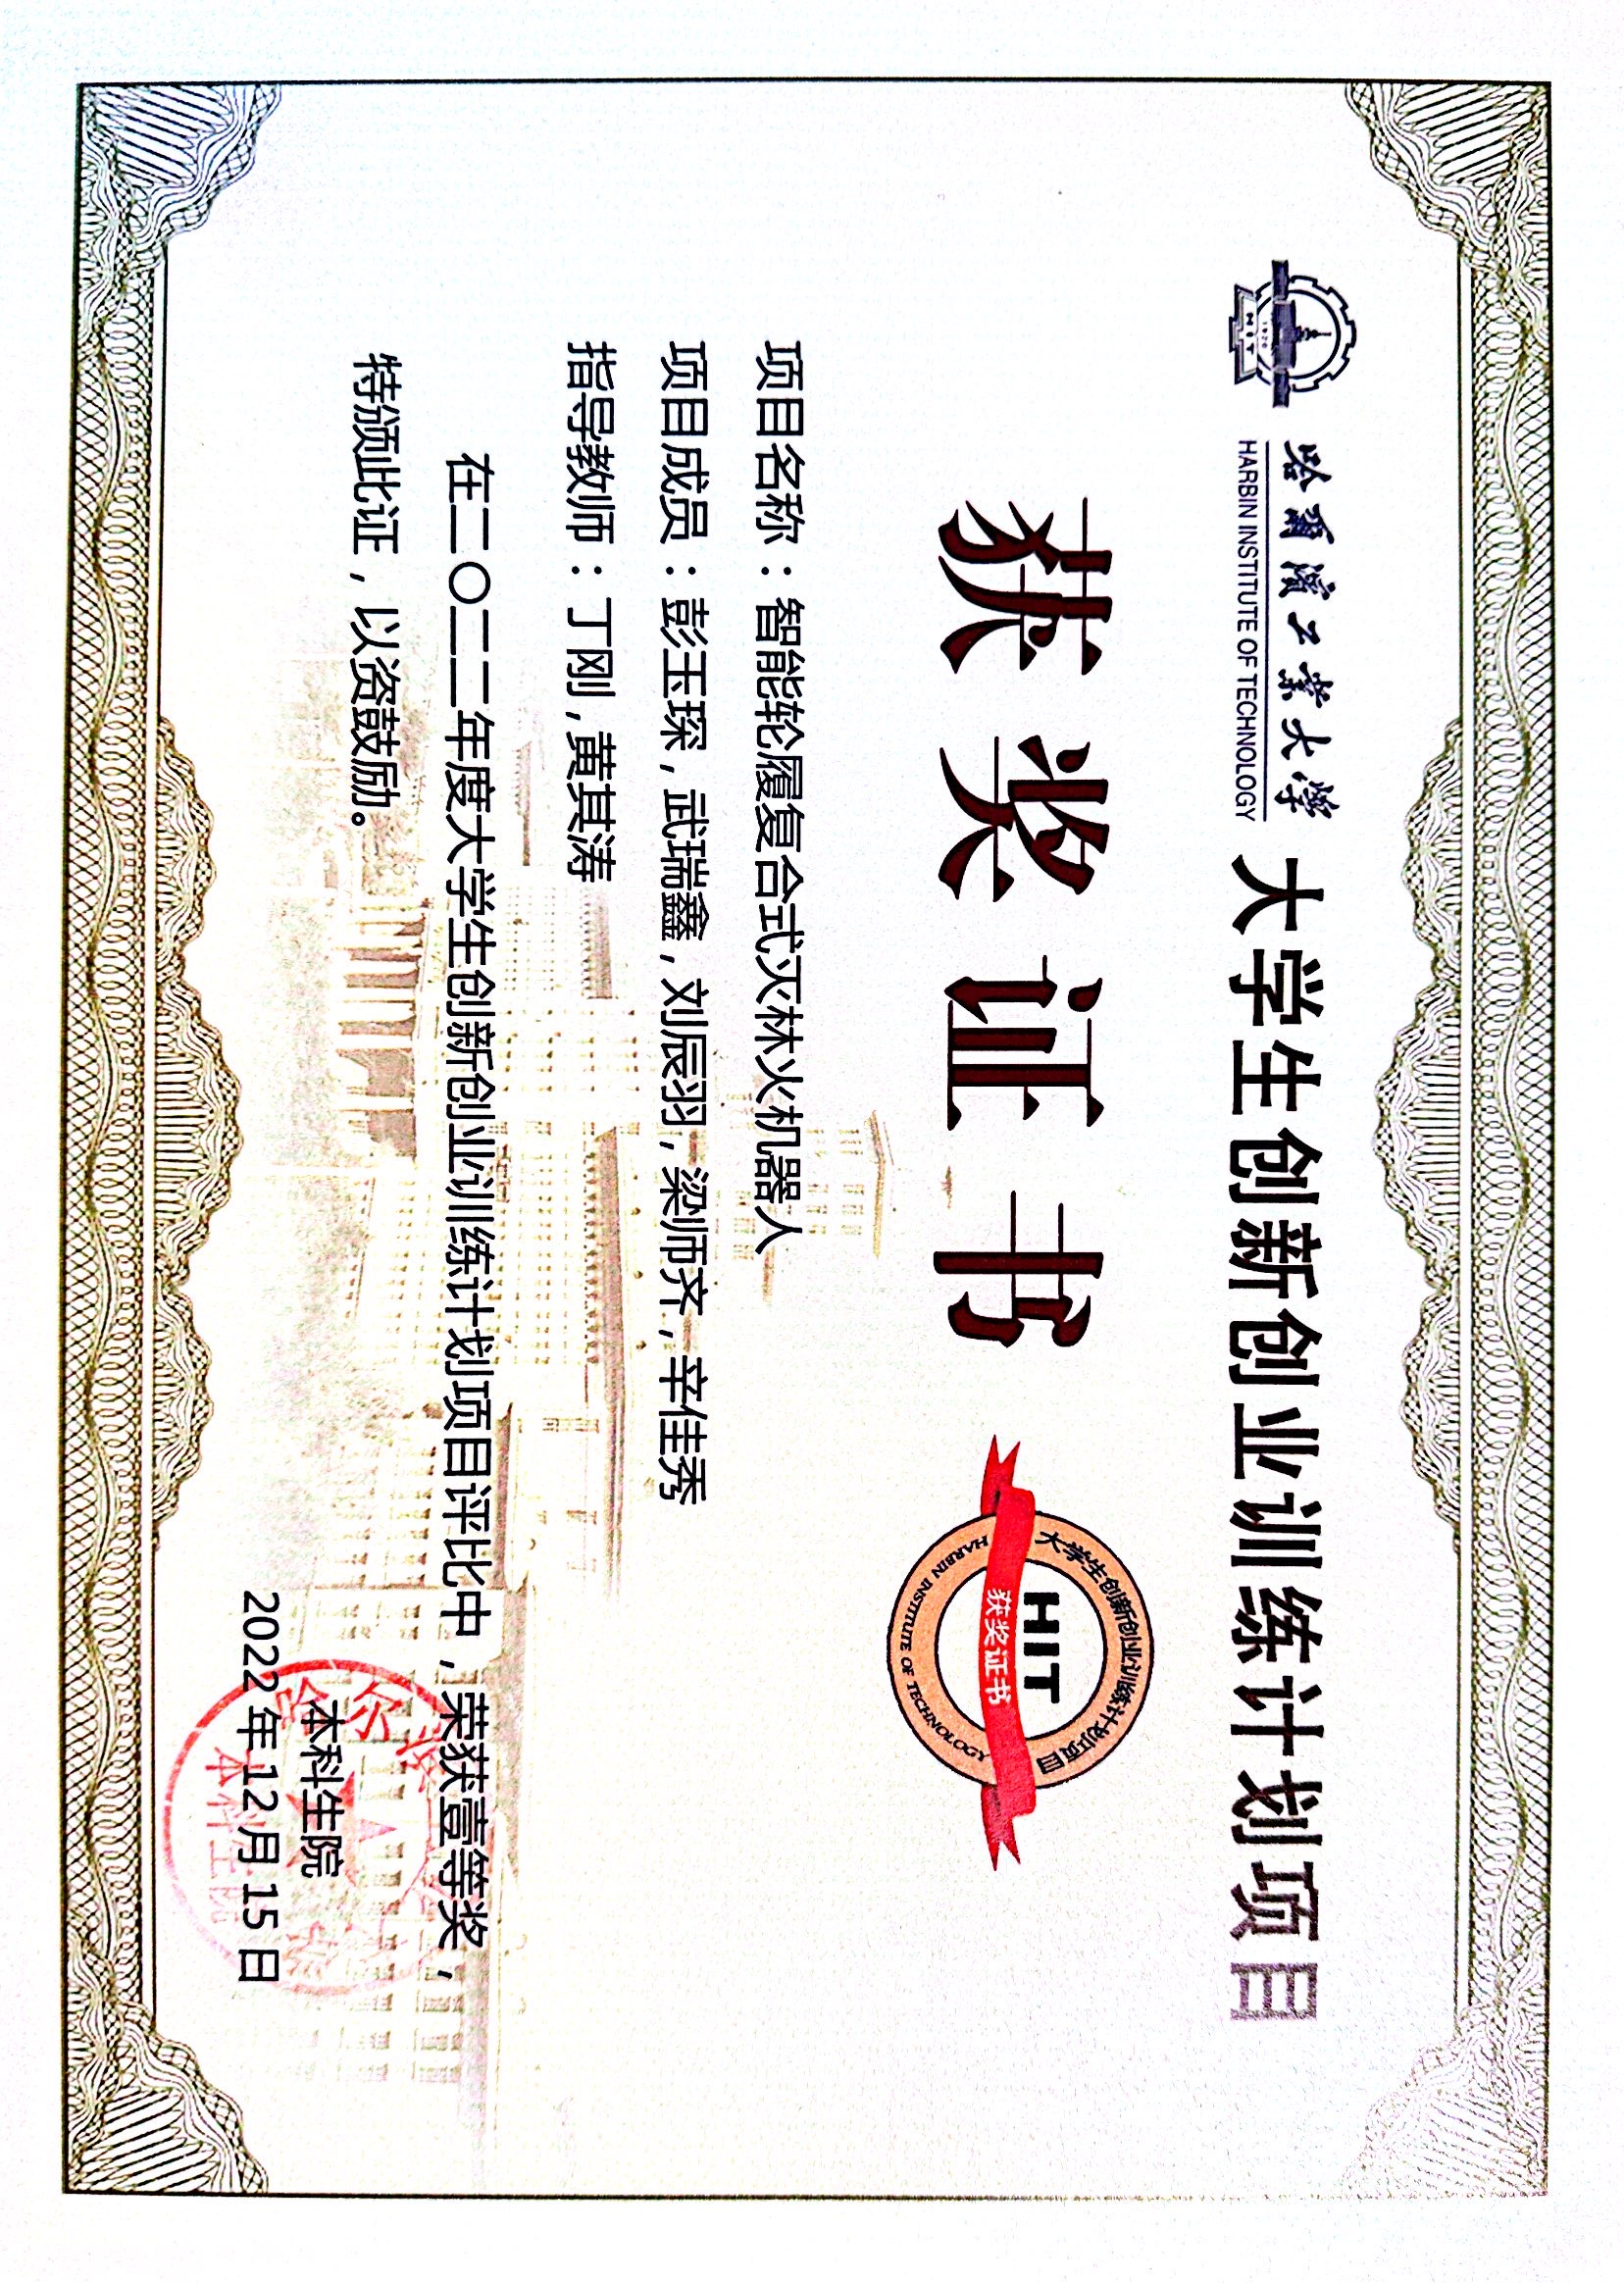 哈爾濱工業大學
HARBIN INSTITUTE OF TECHNOLOGY
大学生创新创业训练计划项目
1920
HIT
获奖证书
大学生创新创业训练计划项目
HIT
获奖证书
HARBIN INSTITUTE OF TECHNOLOGY
项目名称：智能轮履复合式灭林火机器人
项目成员：彭玉琛,武瑞鑫,刘辰羽,梁师齐,辛佳秀
指导教师：丁刚,黄其涛
在二〇二二年度大学生创新创业训练计划项目评比中，荣获壹等奖，
特颁此证，以资鼓励。
本科生院
2022年12月15日
哈尔滨
本科生院